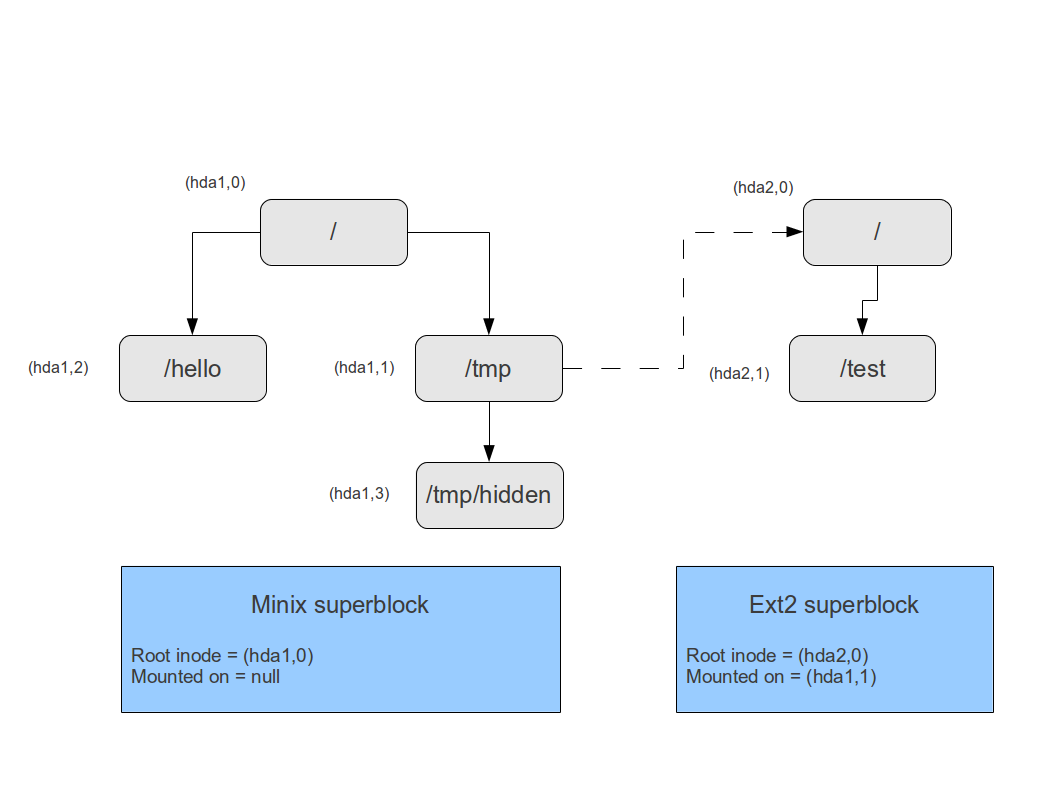 (hda1,0)
(hda2,0)
/
/
(hda1,2)
/hello
(hda1,1)
/tmp
(hda2,1)
/test
(hda1,3)
/tmp/hidden
Minix superblock
Root inode = (hda1,0)
Mounted on = null
Ext2 superblock
Root inode = (hda2,0)
Mounted on = (hda1,1)